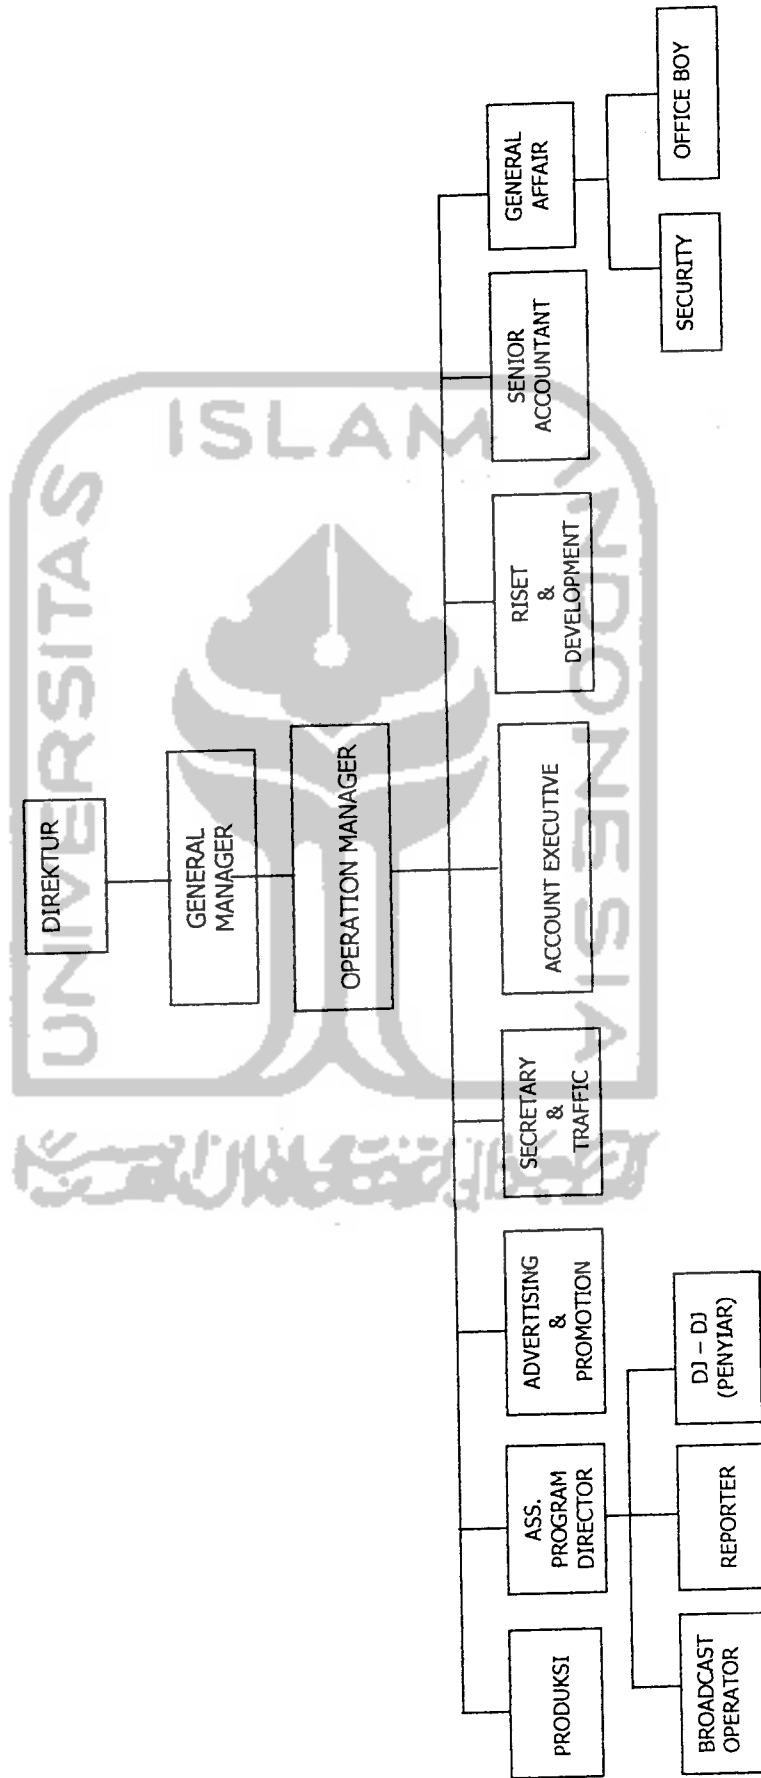 DIREKTUR
GENERAL
MANAGER
OPERATION MANAGER
PRODUKSI
ASS.
PROGRAM
DIRECTOR
ADVERTISING
&
PROMOTION
SECRETARY
&
TRAFFIC
ACCOUNT EXECUTIVE
RISET
&
DEVELOPMENT
SENIOR
ACCOUNTANT
GENERAL
AFFAIR
BROADCAST
OPERATOR
REPORTER
DJ – DJ
(PENYIAR)
SECURITY
OFFICE BOY
UNIVERSITAS
ISLAM
INDONESIA